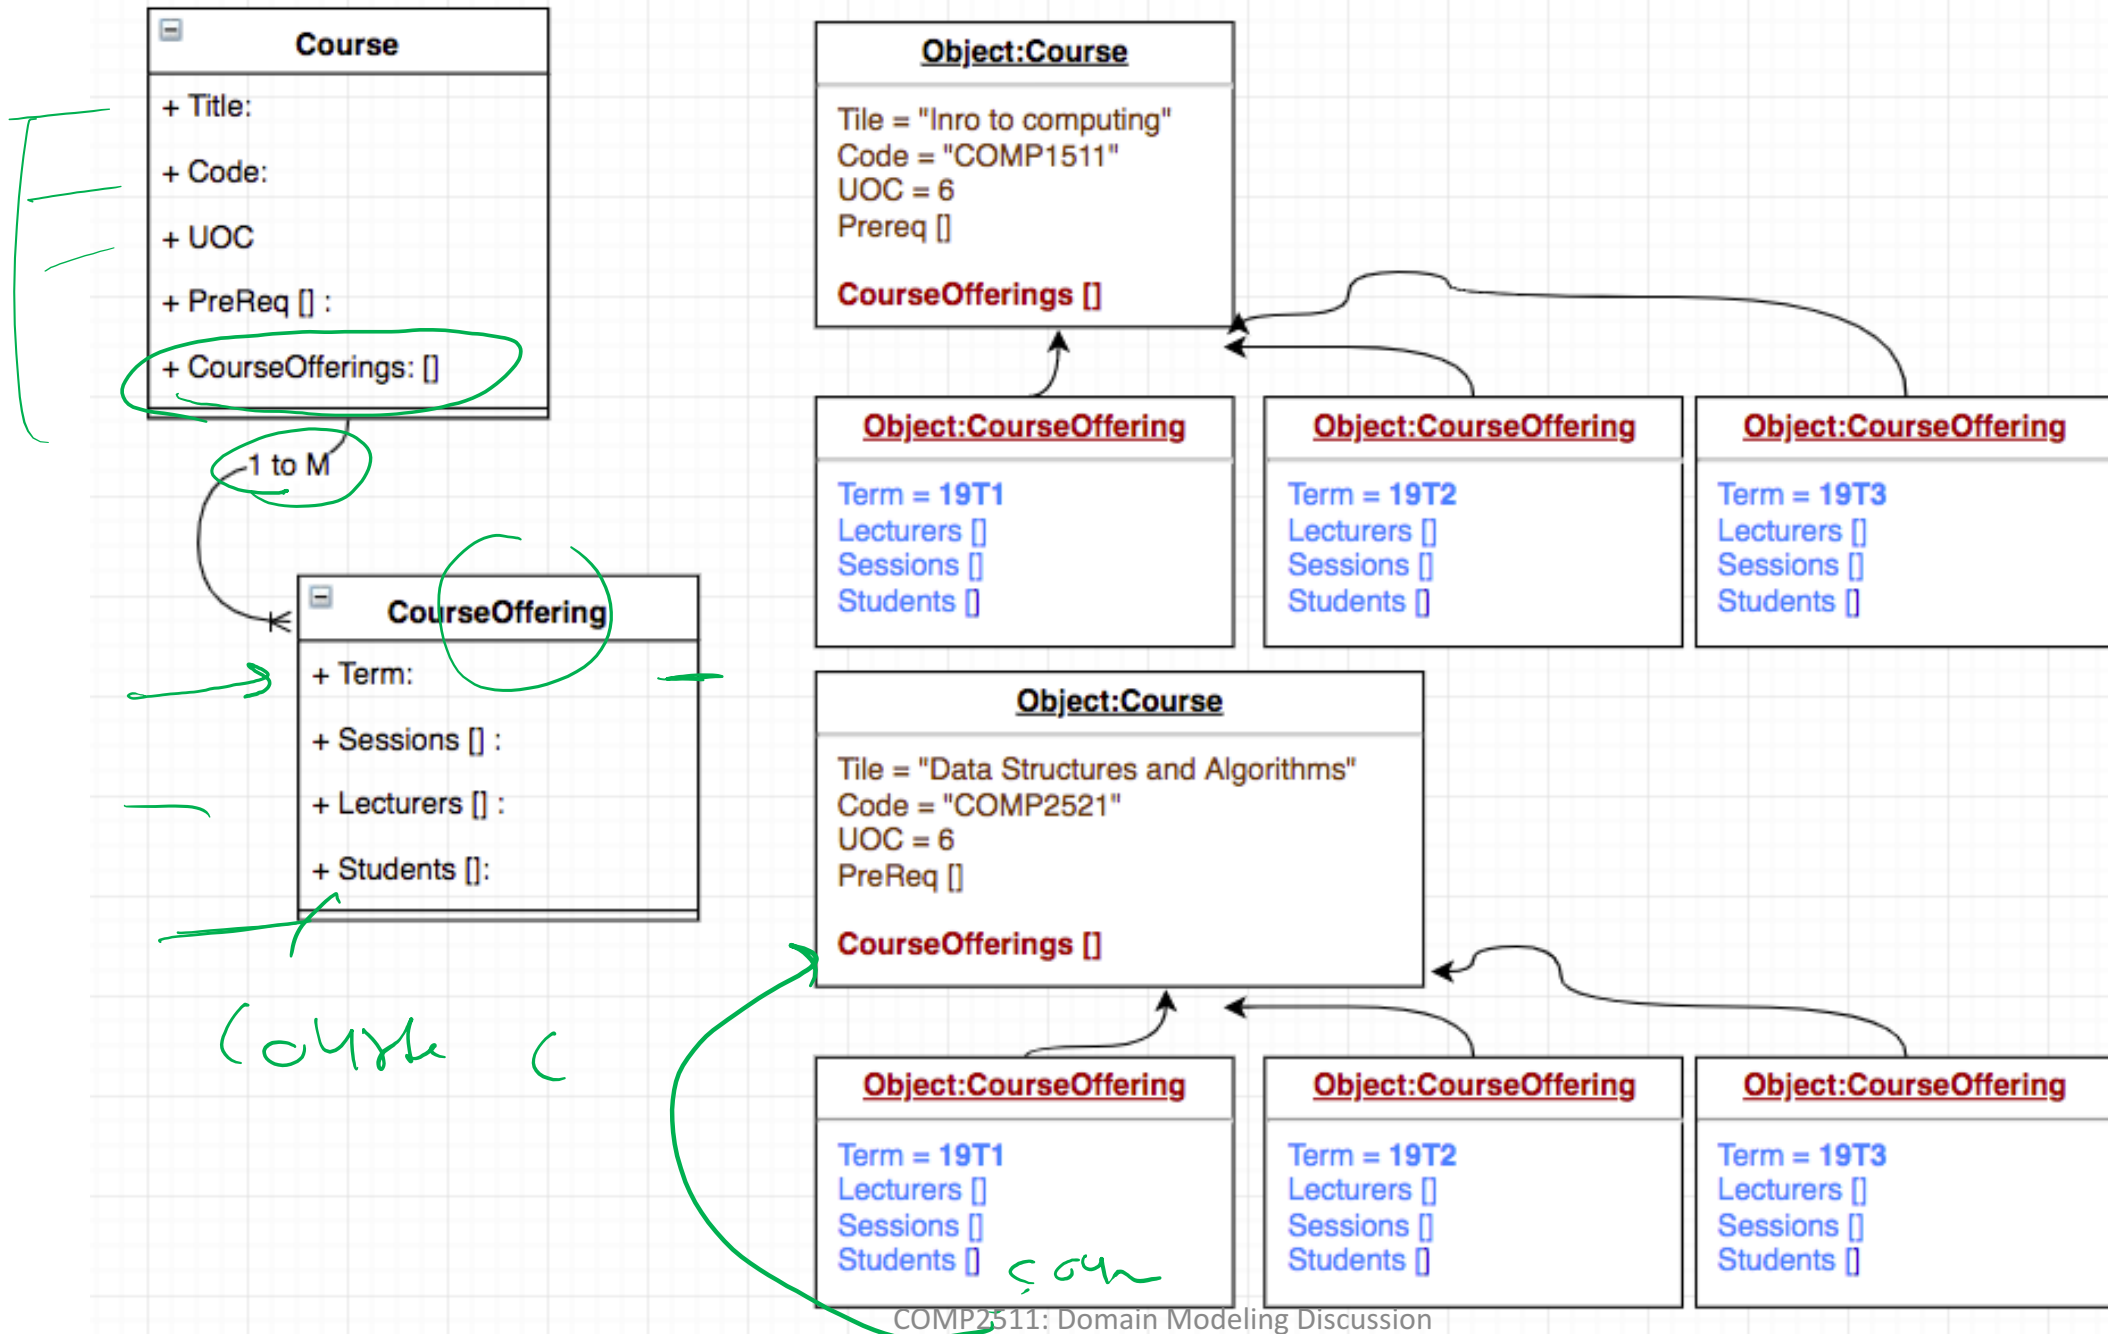 Course
+ Title:
+ Code:
+ UOC
+ PreReq [] :
+ CourseOfferings: []
1 to M
CourseOffering
+ Term:
+ Sessions [] :
+ Lecturers [] :
+ Students []:
Course C
Object:Course
Tile = "Inro to computing"
Code = "COMP1511"
UOC = 6
Prereq []
CourseOfferings []
Object:CourseOffering
Term = 19T1
Lecturers []
Sessions []
Students []
Object:CourseOffering
Term = 19T2
Lecturers []
Sessions []
Students []
Object:CourseOffering
Term = 19T3
Lecturers []
Sessions []
Students []
Object:Course
Tile = "Data Structures and Algorithms"
Code = "COMP2521"
UOC = 6
PreReq []
CourseOfferings []
Object:CourseOffering
Term = 19T1
Lecturers []
Sessions []
Students []
Object:CourseOffering
Term = 19T2
Lecturers []
Sessions []
Students []
Object:CourseOffering
Term = 19T3
Lecturers []
Sessions []
Students []
COMP2511: Domain Modeling Discussion